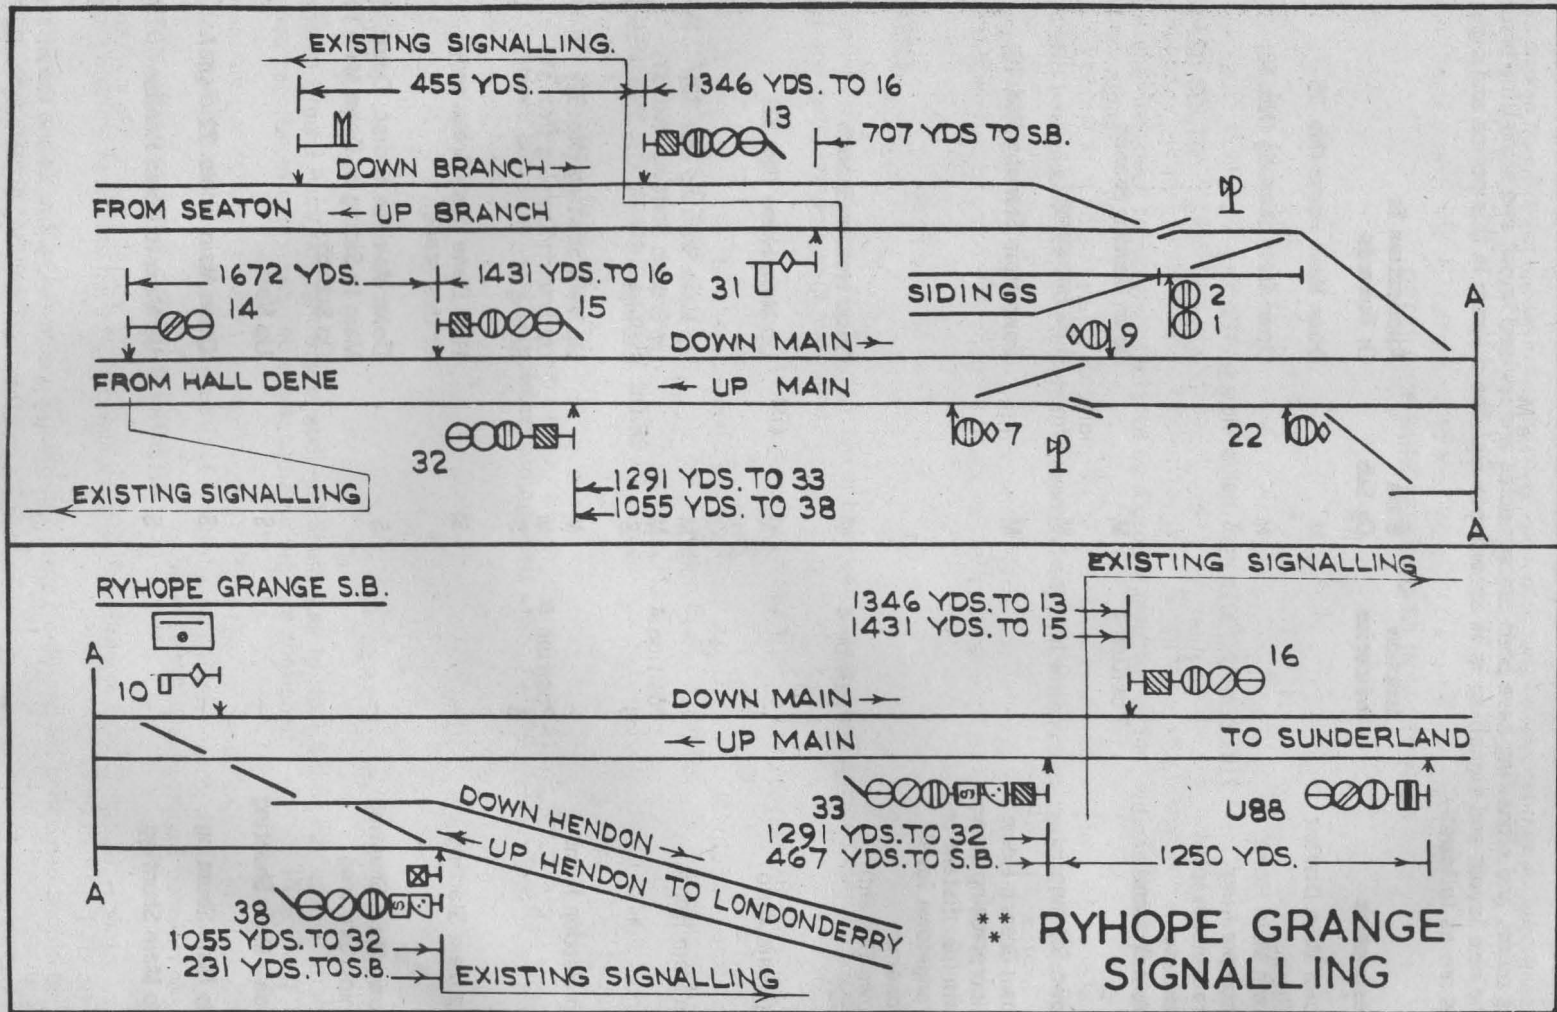 EXISTING SIGNALLING.
455 YDS.
1346 YDS. TO 16
13
707 YDS TO S.B.
DOWN BRANCH
FROM SEATON
UP BRANCH
1672 YDS.
1431 YDS. TO 16
14
15
31
SIDINGS
2
1
9
DOWN MAIN
A
FROM HALL DENE
UP MAIN
32
7
22
1291 YDS. TO 33
1055 YDS. TO 38
EXISTING SIGNALLING
A
RYHOPE GRANGE S.B.
EXISTING SIGNALLING
1346 YDS. TO 13
1431 YDS. TO 15
A
10
16
DOWN MAIN
UP MAIN
TO SUNDERLAND
33
S
U88
1291 YDS. TO 32
467 YDS. TO S.B.
1250 YDS.
DOWN HENDON
UP HENDON TO LONDONDERRY
A
38
S
1055 YDS. TO 32
231 YDS. TO S.B.
EXISTING SIGNALLING
*** RYHOPE GRANGE
SIGNALLING